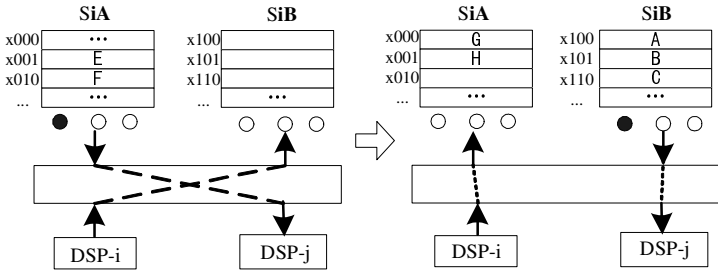 SiA SiB SiA SiB
x000 ... x100 x000 G x100 A
x001 E x101 x001 H x101 B
x010 F x110 x010 x110 C
... ... ... ... ... ... ... ...
DSP-i DSP-j DSP-i DSP-j